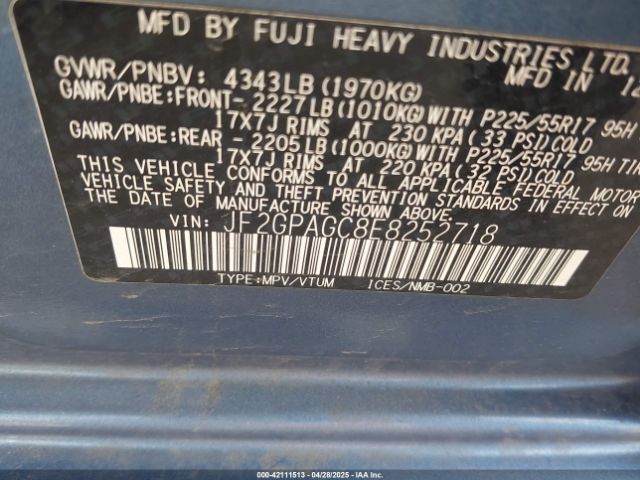 MFD BY FUJI HEAVY INDUSTRIES LTD.
MFD IN
GVWR/PNBV: 4343LB (1970KG)
GAWR/PNBE:FRONT- 2227LB(1010KG)WITH P225/55R17 95H
17X7J RIMS AT 230 KPA (33 PSI)COLD
GAWR/PNBE:REAR - 2205LB(1000KG)WITH P225/55R17 95H TIR
17X7J RIMS AT 220 KPA (32 PSI)COLD
THIS VEHICLE CONFORMS TO ALL APPLICABLE FEDERAL MOTOR
VEHICLE SAFETY AND THEFT PREVENTION STANDARDS IN EFFECT ON
THE DATE OF MANUFACTURE SHOWN ABOVE.
VIN: JF2GPAGC8E8252718
TYPE:MPV/VTUM ICES/NMB-002
000-42111513 | 04/28/2025 - IAA Inc.